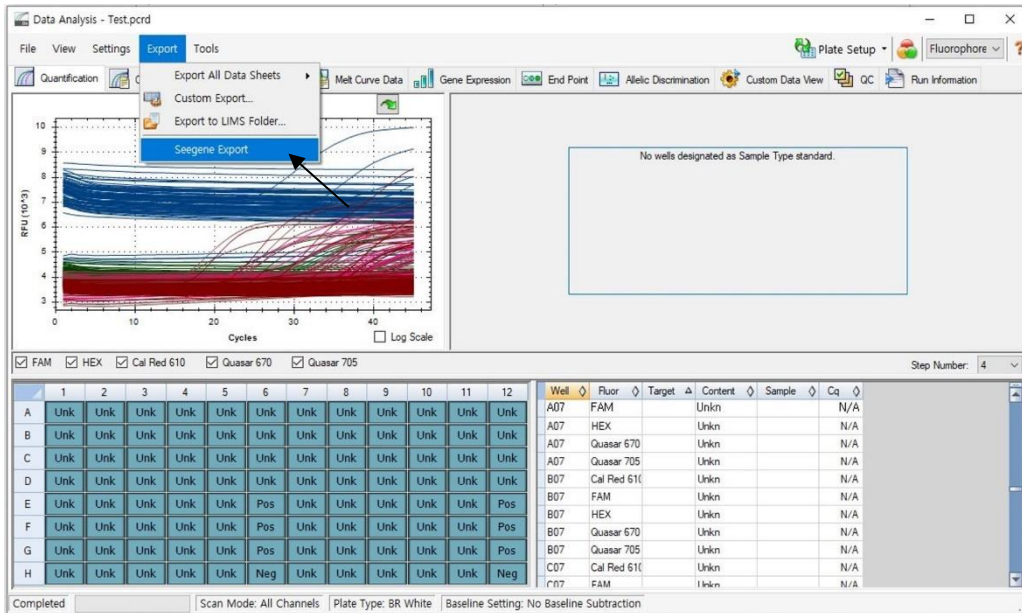 Data Analysis - Test.pcrd
File View Settings Export Tools
Plate Setup
Fluorophore
?
Quantification
Melt Curve Data
Gene Expression
End Point
Allelic Discrimination
Custom Data View
QC
Run Information
Export All Data Sheets
Custom Export...
Export to LIMS Folder...
Seegene Export
10
9
8
7
6
5
4
3
RFU (10^3)
0 10 20 30 40
Cycles
Log Scale
No wells designated as Sample Type standard.
FAM HEX Cal Red 610 Quasar 670 Quasar 705
Step Number: 4
1 2 3 4 5 6 7 8 9 10 11 12
A Unk Unk Unk Unk Unk Unk Unk Unk Unk Unk Unk Unk
B Unk Unk Unk Unk Unk Unk Unk Unk Unk Unk Unk Unk
C Unk Unk Unk Unk Unk Unk Unk Unk Unk Unk Unk Unk
D Unk Unk Unk Unk Unk Unk Unk Unk Unk Unk Unk Unk
E Unk Unk Unk Unk Unk Pos Unk Unk Unk Unk Unk Pos
F Unk Unk Unk Unk Unk Pos Unk Unk Unk Unk Unk Pos
G Unk Unk Unk Unk Unk Pos Unk Unk Unk Unk Unk Pos
H Unk Unk Unk Unk Unk Neg Unk Unk Unk Unk Unk Neg
Well Fluor Target Content Sample Cq
A07 FAM Unkn N/A
A07 HEX Unkn N/A
A07 Quasar 670 Unkn N/A
A07 Quasar 705 Unkn N/A
B07 Cal Red 610 Unkn N/A
B07 FAM Unkn N/A
B07 HEX Unkn N/A
B07 Quasar 670 Unkn N/A
B07 Quasar 705 Unkn N/A
C07 Cal Red 610 Unkn N/A
C07 FAM Unkn N/A
Completed
Scan Mode: All Channels
Plate Type: BR White
Baseline Setting: No Baseline Subtraction